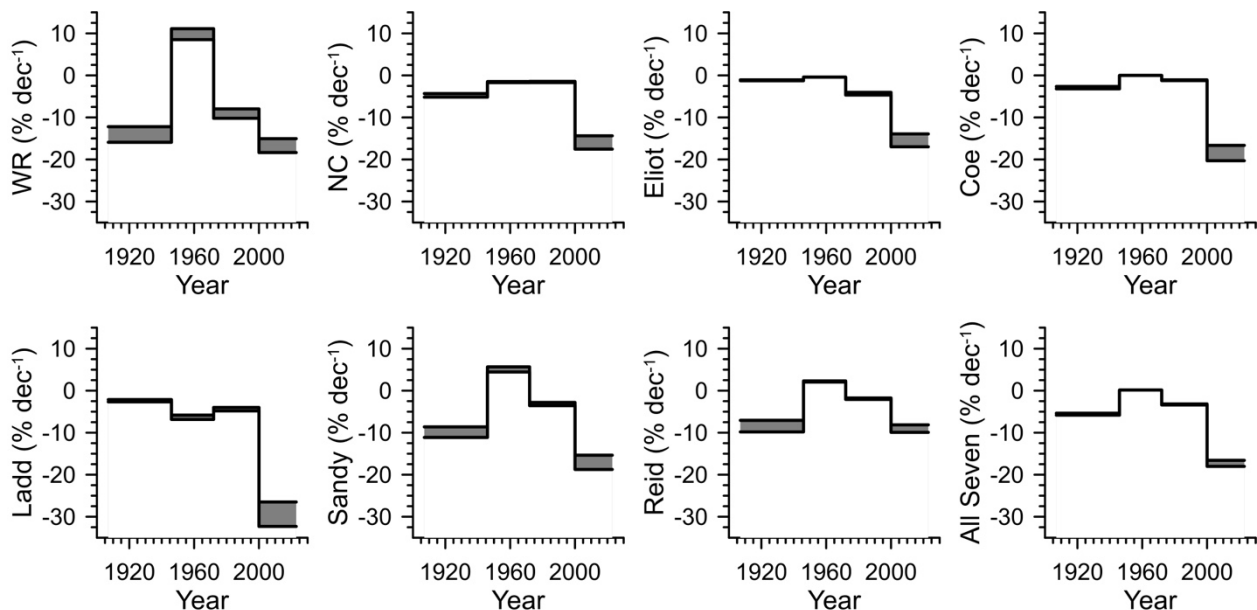 WR (% dec⁻¹)
10
0
-10
-20
-30
1920 1960 2000
Year
NC (% dec⁻¹)
10
0
-10
-20
-30
1920 1960 2000
Year
Eliot (% dec⁻¹)
10
0
-10
-20
-30
1920 1960 2000
Year
Coe (% dec⁻¹)
10
0
-10
-20
-30
1920 1960 2000
Year
Ladd (% dec⁻¹)
10
0
-10
-20
-30
1920 1960 2000
Year
Sandy (% dec⁻¹)
10
0
-10
-20
-30
1920 1960 2000
Year
Reid (% dec⁻¹)
10
0
-10
-20
-30
1920 1960 2000
Year
All Seven (% dec⁻¹)
10
0
-10
-20
-30
1920 1960 2000
Year